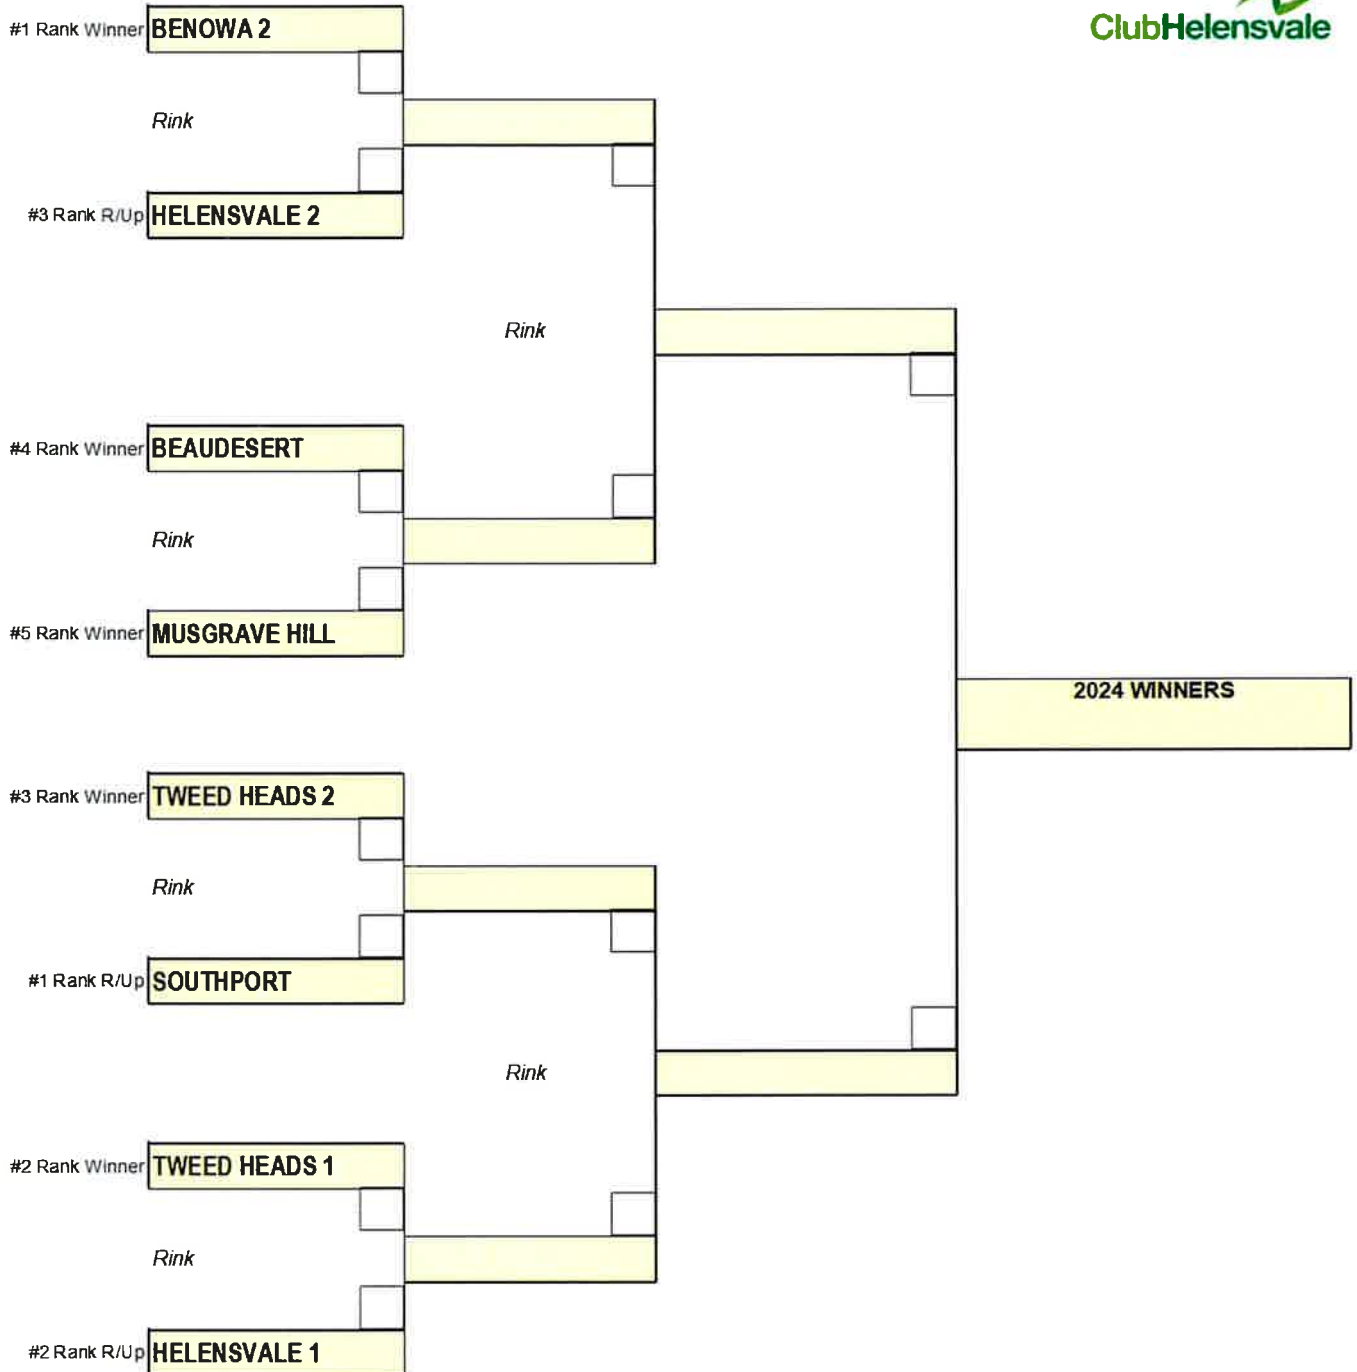 ClubHelensvale
#1 Rank Winner BENOWA 2
Rink
#3 Rank R/Up HELENSVALE 2
Rink
#4 Rank Winner BEAUDESERT
Rink
#5 Rank Winner MUSGRAVE HILL
2024 WINNERS
#3 Rank Winner TWEED HEADS 2
Rink
#1 Rank R/Up SOUTHPORT
Rink
#2 Rank Winner TWEED HEADS 1
Rink
#2 Rank R/Up HELENSVALE 1